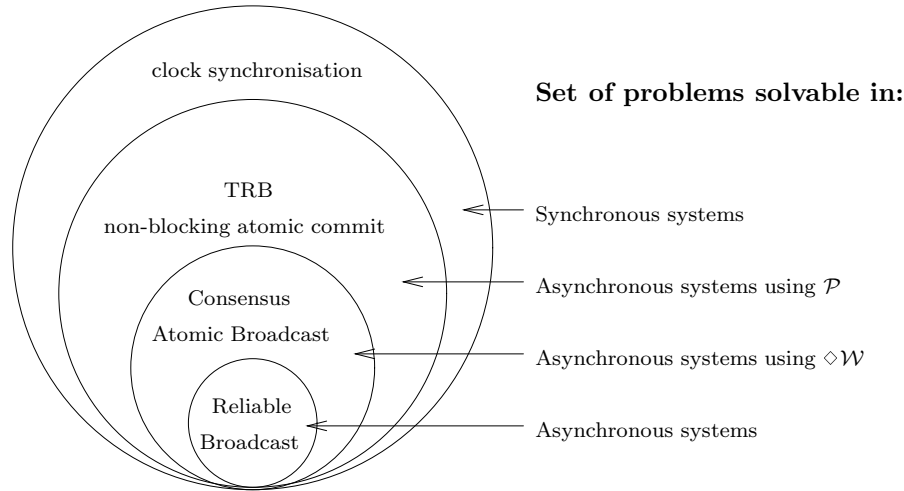 clock synchronisation
Set of problems solvable in:
TRB
non-blocking atomic commit
Synchronous systems
Consensus
Atomic Broadcast
Asynchronous systems using 𝒫
Asynchronous systems using ◇𝒲
Reliable
Broadcast
Asynchronous systems